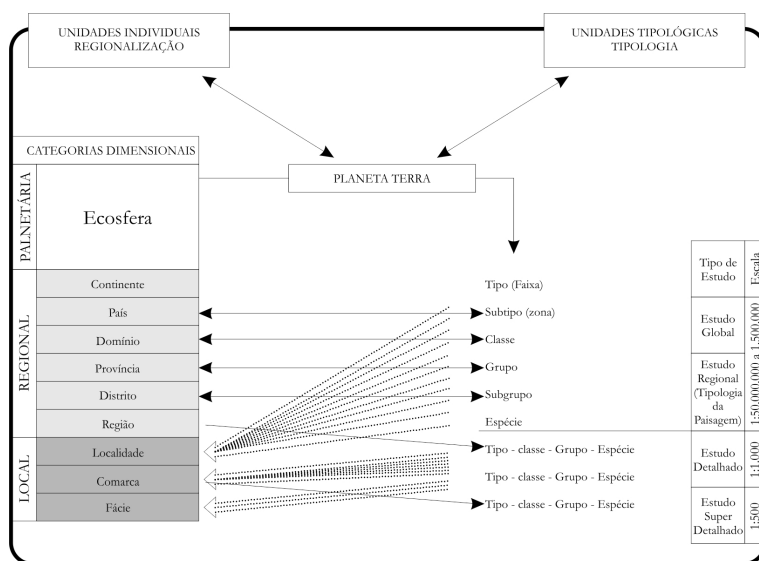 UNIDADES INDIVIDUAIS
REGIONALIZAÇÃO
UNIDADES TIPOLÓGICAS
TIPOLOGIA
CATEGORIAS DIMENSIONAIS
PLANETA TERRA
PALNETÁRIA
Ecosfera
REGIONAL
Continente
País
Domínio
Província
Distrito
Região
LOCAL
Localidade
Comarca
Fácie
Tipo (Faixa)
Subtipo (zona)
Classe
Grupo
Subgrupo
Espécie
Tipo - classe - Grupo - Espécie
Tipo - classe - Grupo - Espécie
Tipo - classe - Grupo - Espécie
Tipo de
Estudo
Escala
Estudo
Global
Estudo
Regional
(Tipologia
da
Paisagem)
1:50.000.000 a 1.500.000
Estudo
Detalhado
1:1.000
Estudo
Super
Detalhado
1:500